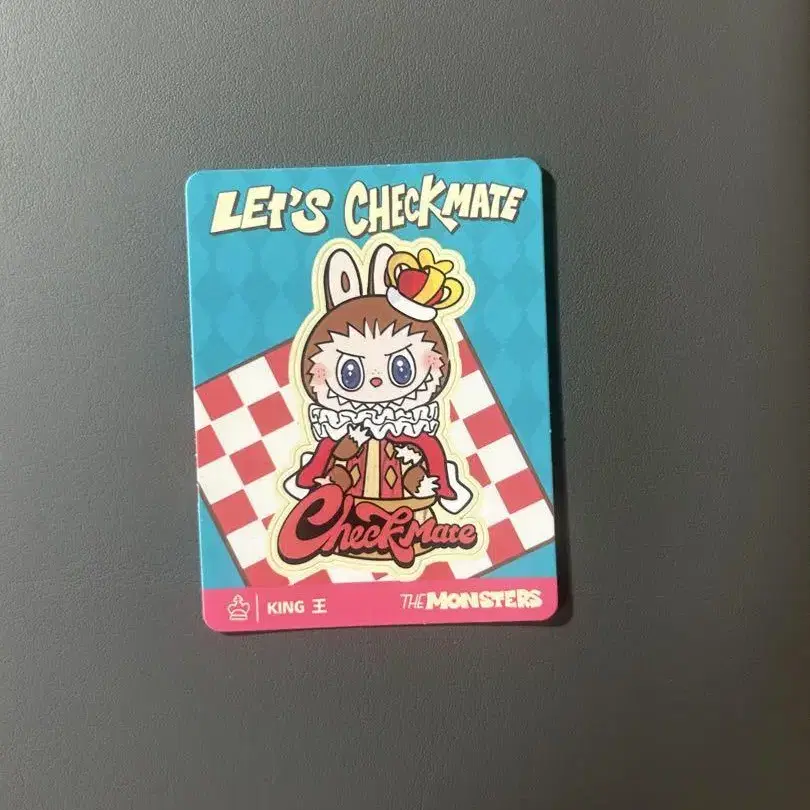 LEt'S CHECKMATE
CheckMate
KING 王
THE MONSTERS